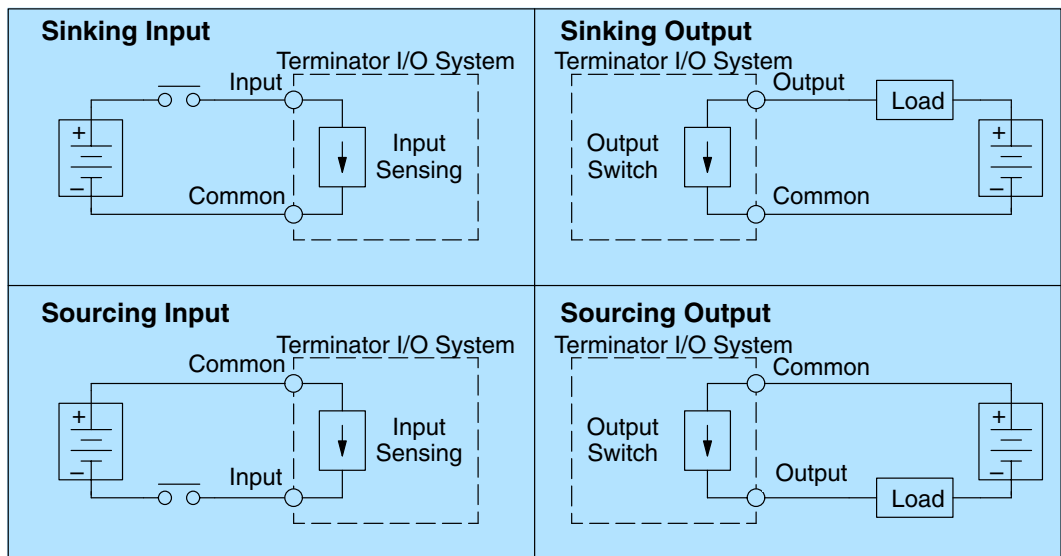 Sinking Input
Terminator I/O System
Input
+
−
Input
Sensing
Common
Sinking Output
Terminator I/O System
Output
Load
Output
Switch
+
−
Common
Sourcing Input
Terminator I/O System
Common
+
−
Input
Sensing
Input
Sourcing Output
Terminator I/O System
Common
Output
Switch
+
−
Output
Load